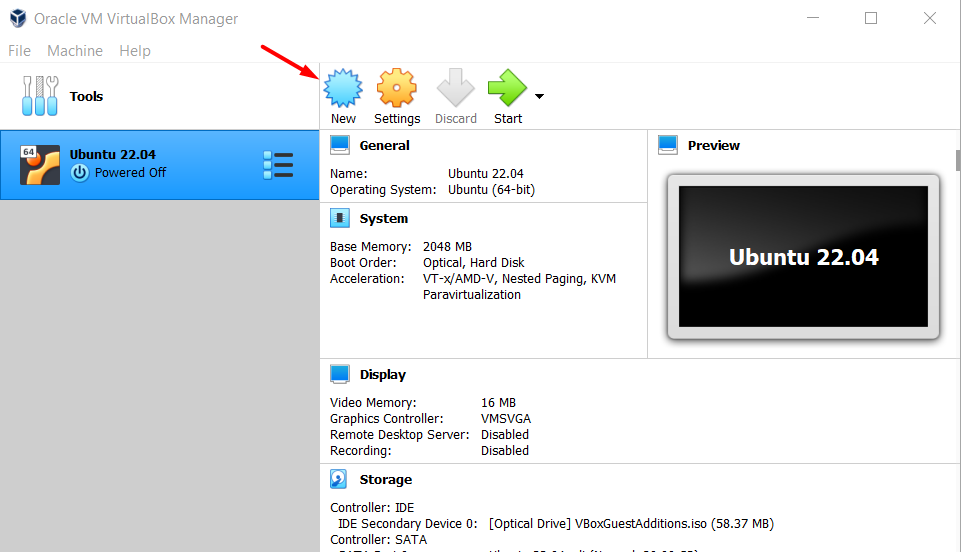 Oracle VM VirtualBox Manager
File Machine Help
Tools
New Settings Discard Start
64
Ubuntu 22.04
Powered Off
General
Name: Ubuntu 22.04
Operating System: Ubuntu (64-bit)
System
Base Memory: 2048 MB
Boot Order: Optical, Hard Disk
Acceleration: VT-x/AMD-V, Nested Paging, KVM
Paravirtualization
Preview
Ubuntu 22.04
Display
Video Memory: 16 MB
Graphics Controller: VMSVGA
Remote Desktop Server: Disabled
Recording: Disabled
Storage
Controller: IDE
IDE Secondary Device 0: [Optical Drive] VBoxGuestAdditions.iso (58.37 MB)
Controller: SATA